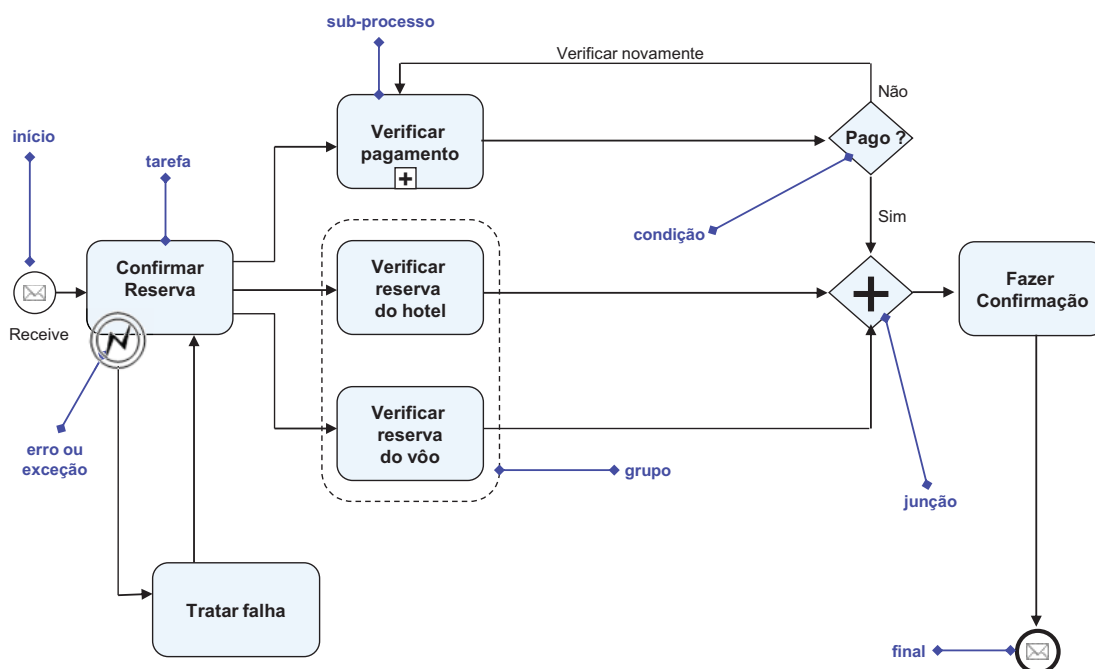 sub-processo
Verificar novamente
Não
início
Verificar
pagamento
Pago ?
tarefa
Sim
condição
Confirmar
Reserva
Verificar
reserva
do hotel
Fazer
Confirmação
Receive
Verificar
reserva
do vôo
erro ou
exceção
grupo
junção
Tratar falha
final